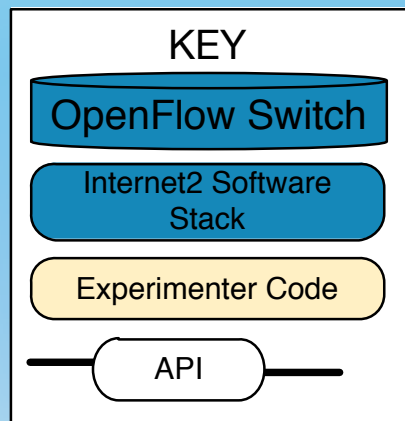 KEY
OpenFlow Switch
Internet2 Software
Stack
Experimenter Code
API